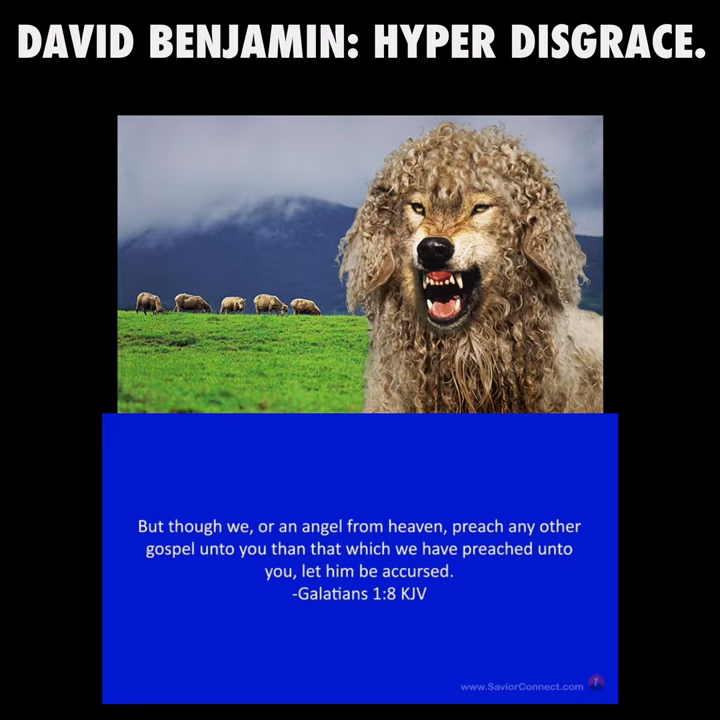 DAVID BENJAMIN: HYPER DISGRACE.
But though we, or an angel from heaven, preach any other
gospel unto you than that which we have preached unto
you, let him be accursed.
-Galatians 1:8 KJV
www.SaviorConnect.com